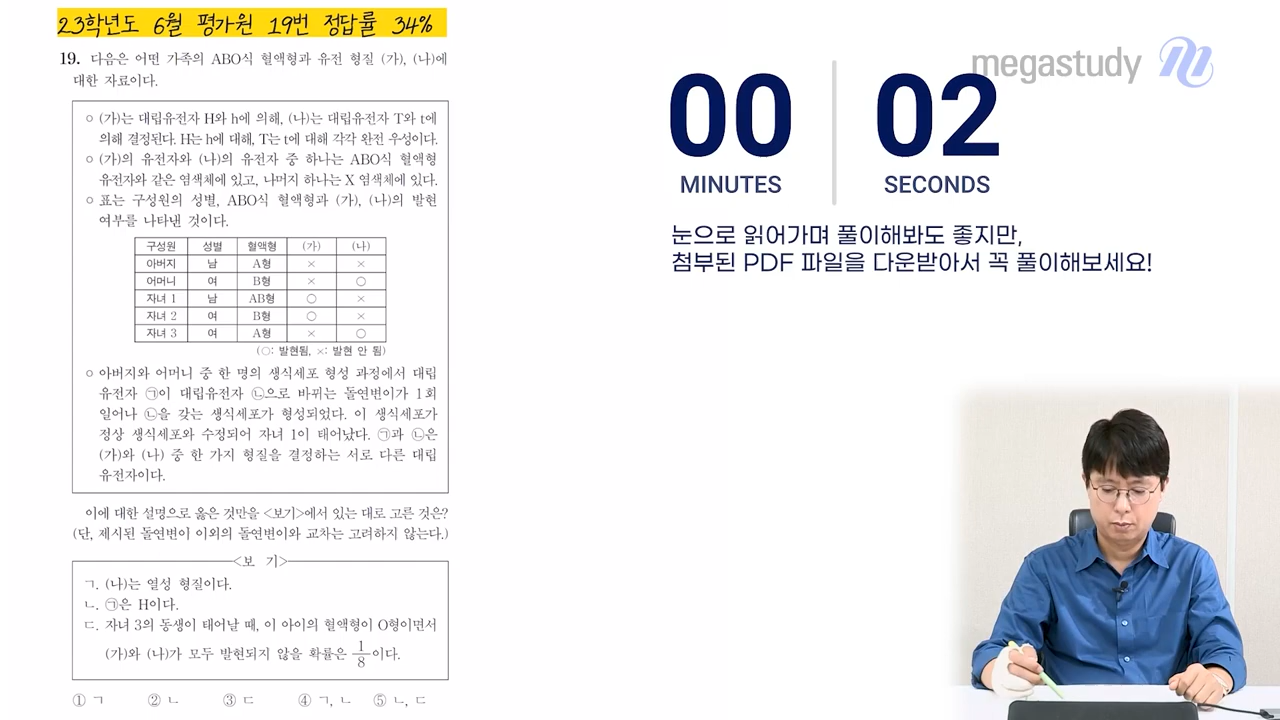 23학년도 6월 평가원 19번 정답률 34%
19. 다음은 어떤 가족의 ABO식 혈액형과 유전 형질 (가), (나)에
대한 자료이다.
○ (가)는 대립유전자 H와 h에 의해, (나)는 대립유전자 T와 t에
의해 결정된다. H는 h에 대해, T는 t에 대해 각각 완전 우성이다.
○ (가)의 유전자와 (나)의 유전자 중 하나는 ABO식 혈액형
유전자와 같은 염색체에 있고, 나머지 하나는 X 염색체에 있다.
○ 표는 구성원의 성별, ABO식 혈액형과 (가), (나)의 발현
여부를 나타낸 것이다.
구성원 성별 혈액형 (가) (나)
아버지 남 A형 × ×
어머니 여 B형 × ○
자녀 1 남 AB형 ○ ×
자녀 2 여 B형 ○ ×
자녀 3 여 A형 × ○
(○: 발현됨, ×: 발현 안 됨)
○ 아버지와 어머니 중 한 명의 생식세포 형성 과정에서 대립
유전자 ㉠이 대립유전자 ㉡으로 바뀌는 돌연변이가 1회
일어나 ㉡을 갖는 생식세포가 형성되었다. 이 생식세포가
정상 생식세포와 수정되어 자녀 1이 태어났다. ㉠과 ㉡은
(가)와 (나) 중 한 가지 형질을 결정하는 서로 다른 대립
유전자이다.
이에 대한 설명으로 옳은 것만을 <보기>에서 있는 대로 고른 것은?
(단, 제시된 돌연변이 이외의 돌연변이와 교차는 고려하지 않는다.)
<보 기>
ㄱ. (나)는 열성 형질이다.
ㄴ. ㉠은 H이다.
ㄷ. 자녀 3의 동생이 태어날 때, 이 아이의 혈액형이 O형이면서
(가)와 (나)가 모두 발현되지 않을 확률은 1/8이다.
① ㄱ ② ㄴ ③ ㄷ ④ ㄱ, ㄴ ⑤ ㄴ, ㄷ
megastudy
00 02
MINUTES SECONDS
눈으로 읽어가며 풀이해봐도 좋지만,
첨부된 PDF 파일을 다운받아서 꼭 풀이해보세요!